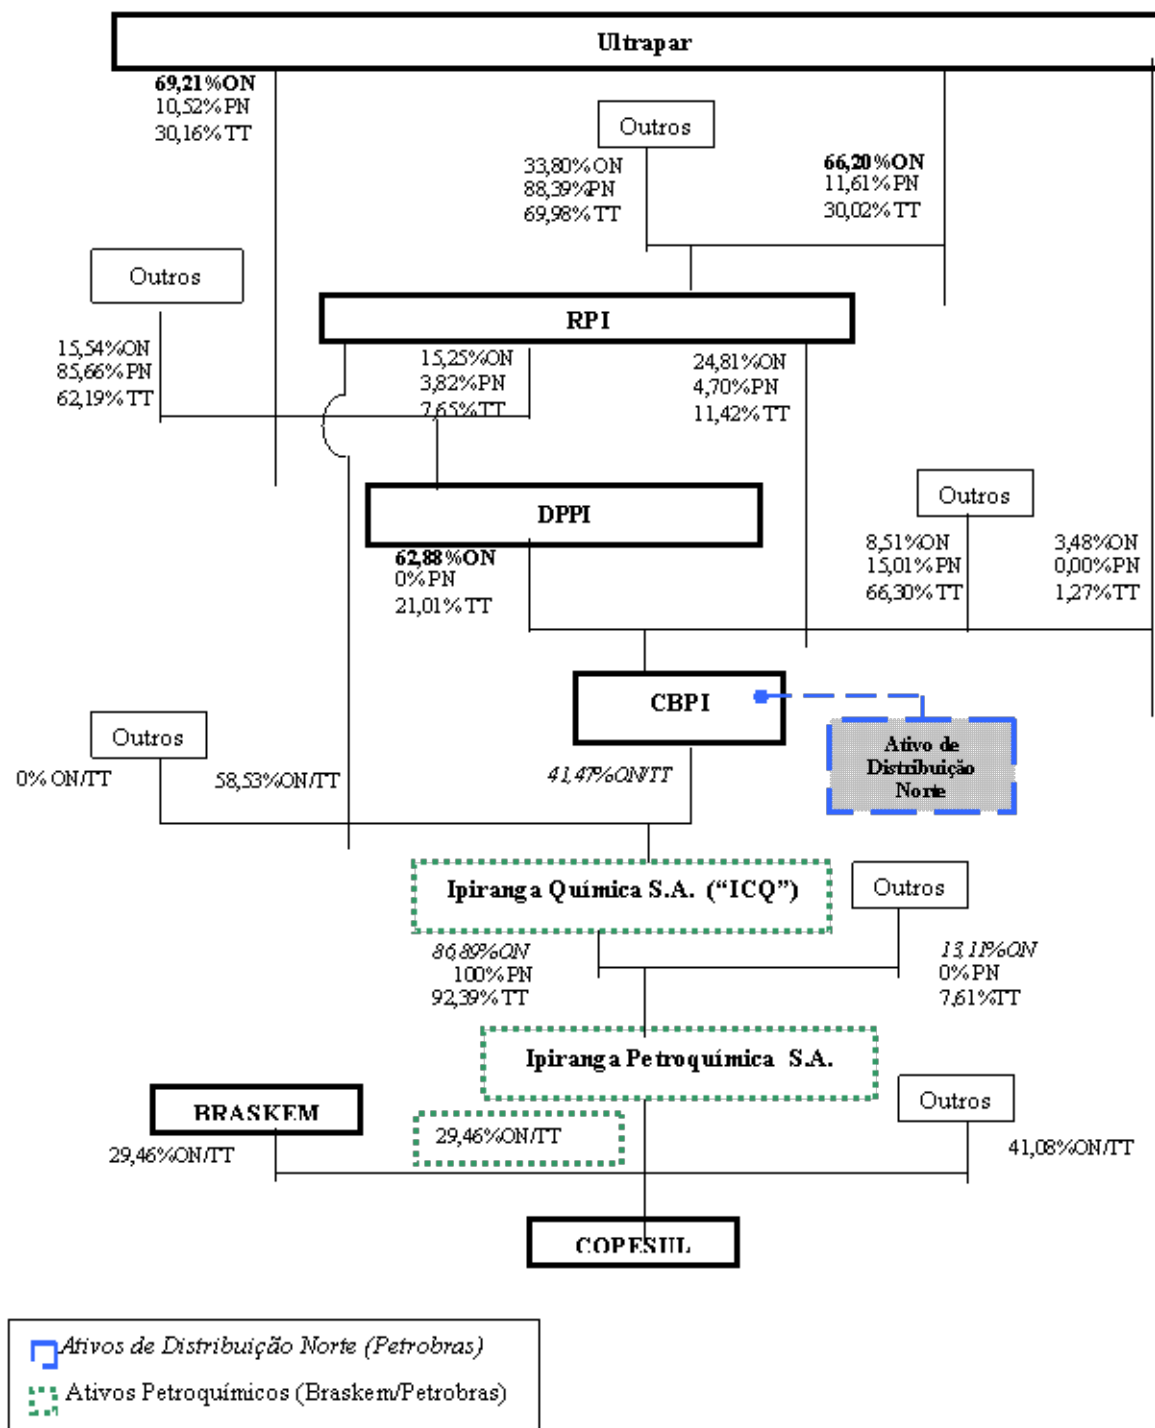 Ultrapar
69,21%ON
10,52%PN
30,16%TT
Outros
33,80%ON
88,39%PN
69,98%TT
66,20%ON
11,61%PN
30,02%TT
Outros
RPI
15,54%ON
85,66%PN
62,19%TT
15,25%ON
3,82%PN
7,65%TT
24,81%ON
4,70%PN
11,42%TT
Outros
DPPI
62,88%ON
0%PN
21,01%TT
8,51%ON
15,01%PN
66,30%TT
3,48%ON
0,00%PN
1,27%TT
CBPI
Ativo de
Distribuição
Norte
Outros
0% ON/TT
58,53%ON/TT
41,47%ON/TT
Ipiranga Química S.A. (“ICQ”)
Outros
86,89%ON
100%PN
92,39%TT
13,11%ON
0%PN
7,61%TT
Ipiranga Petroquímica S.A.
BRASKEM
29,46%ON/TT
29,46%ON/TT
Outros
41,08%ON/TT
COPESUL
Ativos de Distribuição Norte (Petrobras)
Ativos Petroquímicos (Braskem/Petrobras)